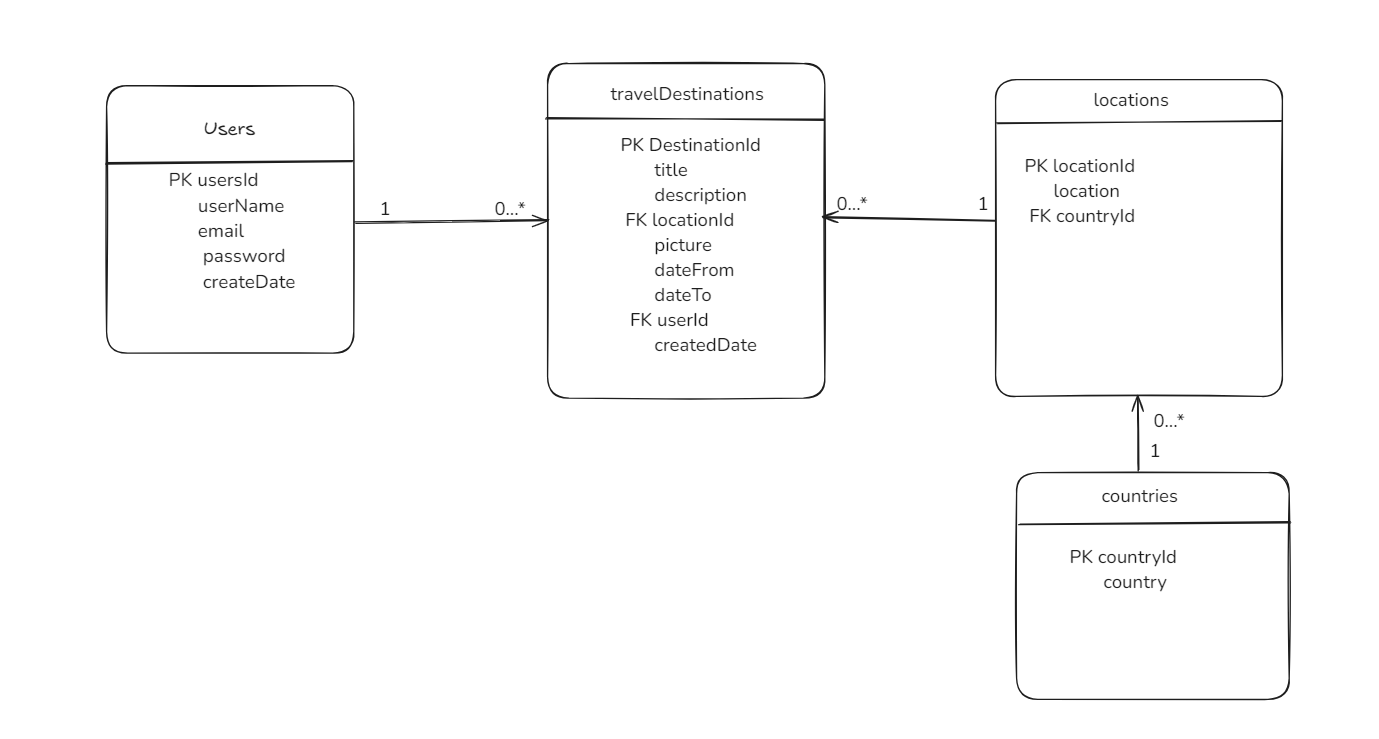 Users
PK usersId
userName
email
password
createDate
1
0...*
travelDestinations
PK DestinationId
title
description
FK locationId
picture
dateFrom
dateTo
FK userId
createdDate
0...*
1
locations
PK locationId
location
FK countryId
0...*
1
countries
PK countryId
country